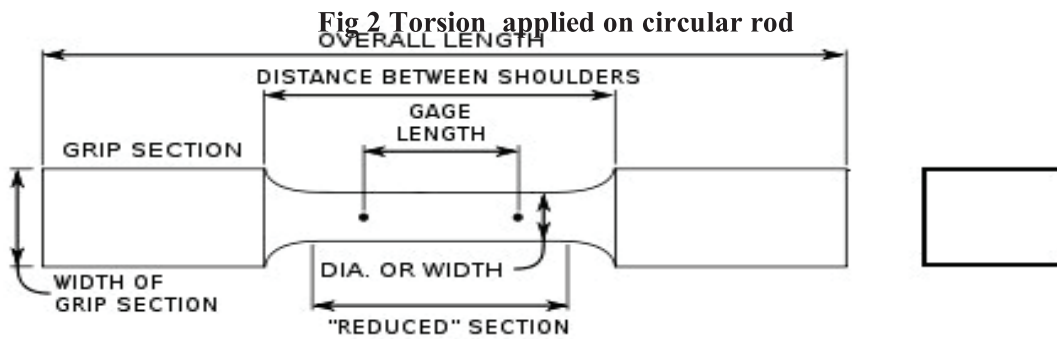 Fig 2 Torsion applied on circular rod
OVERALL LENGTH
DISTANCE BETWEEN SHOULDERS
GAGE
LENGTH
GRIP SECTION
DIA. OR WIDTH
WIDTH OF
GRIP SECTION
"REDUCED" SECTION